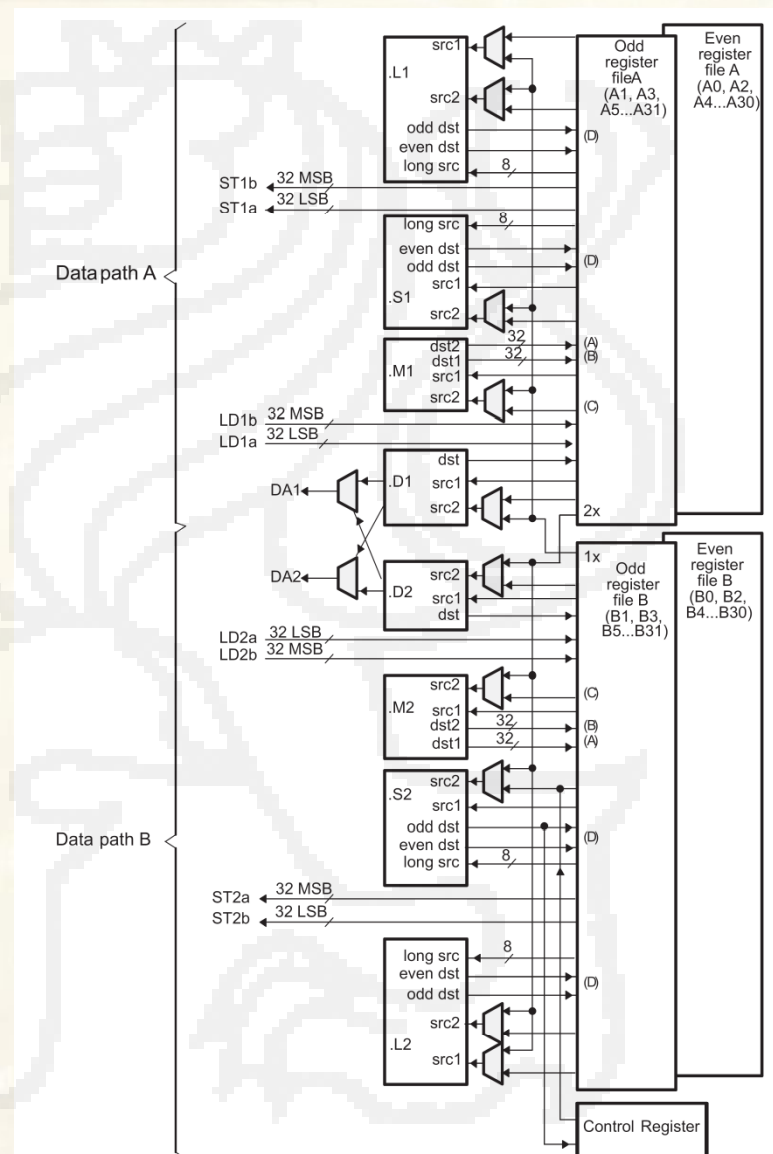 src1
.L1
src2
odd dst
even dst
long src
8
(D)
Odd
register
fileA
(A1, A3,
A5...A31)
Even
register
file A
(A0, A2,
A4...A30)
ST1b
32 MSB
ST1a
32 LSB
long src
8
even dst
odd dst
(D)
src1
.S1
src2
Data path A
dst2
32
(A)
dst1
32
(B)
.M1
src1
src2
(C)
LD1b
32 MSB
LD1a
32 LSB
dst
.D1
src1
src2
DA1
2x
1x
DA2
src2
.D2
src1
dst
Odd
register
file B
(B1, B3,
B5...B31)
Even
register
file B
(B0, B2,
B4...B30)
LD2a
32 LSB
LD2b
32 MSB
src2
(C)
.M2
src1
dst2
32
(B)
dst1
32
(A)
src2
.S2
src1
odd dst
(D)
even dst
long src
8
Data path B
ST2a
32 MSB
ST2b
32 LSB
long src
8
even dst
(D)
odd dst
src2
.L2
src1
Control Register